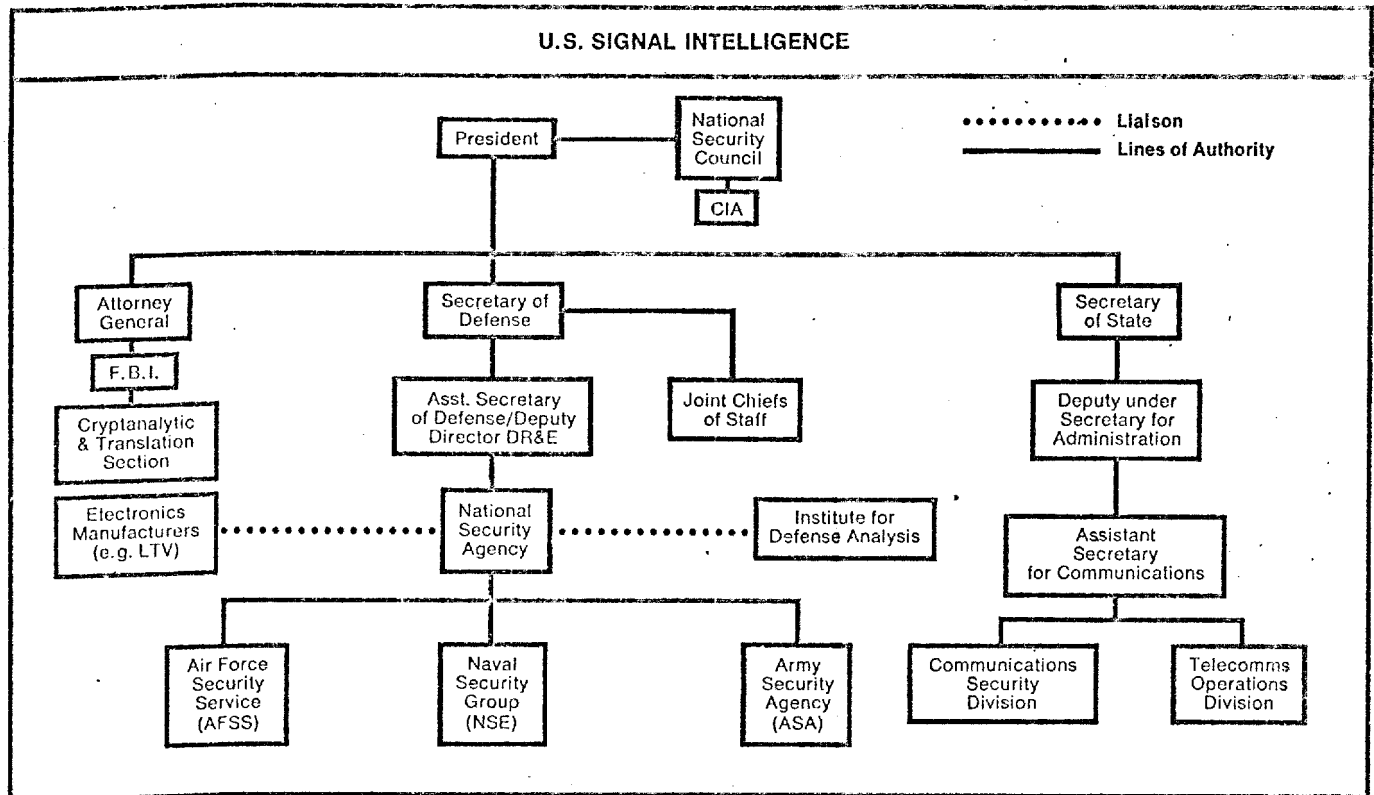 U.S. SIGNAL INTELLIGENCE
President
National
Security
Council
CIA
Liaison
Lines of Authority
Attorney
General
F.B.I.
Cryptanalytic
& Translation
Section
Secretary of
Defense
Asst. Secretary
of Defense/Deputy
Director DR&E
Joint Chiefs
of Staff
Secretary
of State
Deputy under
Secretary for
Administration
Electronics
Manufacturers
(e.g. LTV)
National
Security
Agency
Institute for
Defense Analysis
Assistant
Secretary
for Communications
Air Force
Security
Service
(AFSS)
Naval
Security
Group
(NSE)
Army
Security
Agency
(ASA)
Communications
Security
Division
Telecomms
Operations
Division